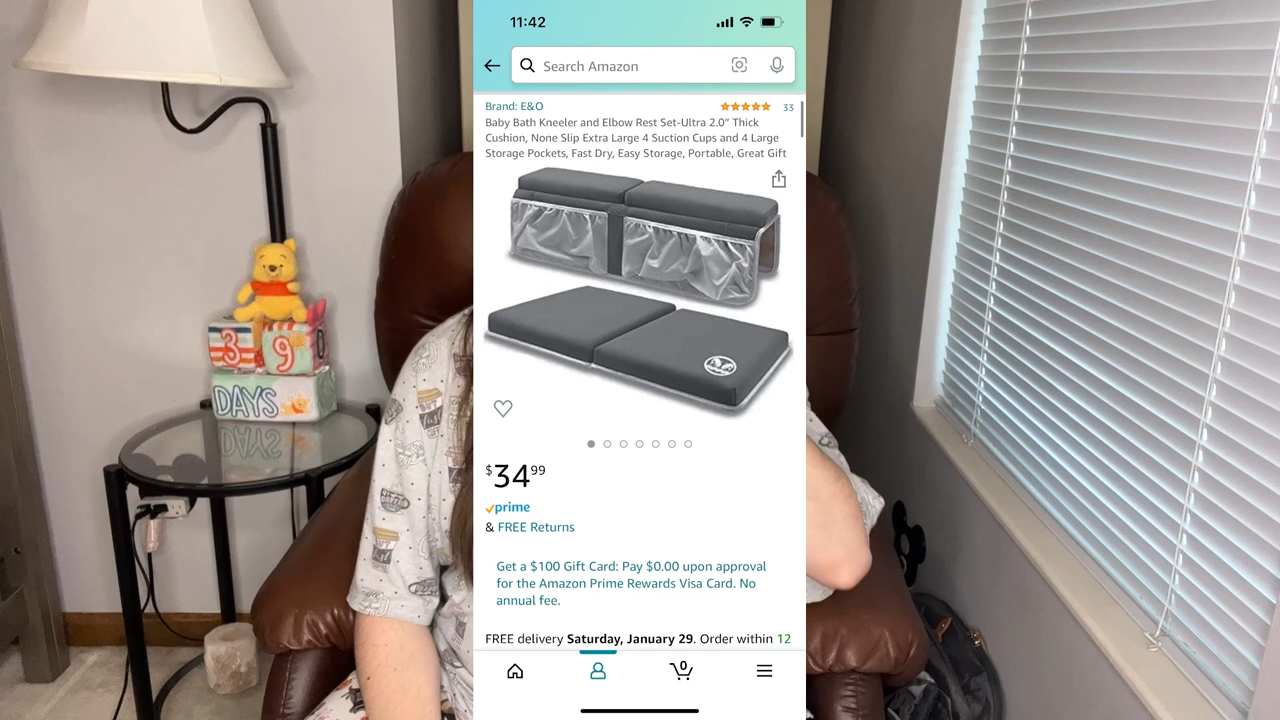 11:42
Search Amazon
Brand: E&O
33
Baby Bath Kneeler and Elbow Rest Set-Ultra 2.0” Thick
Cushion, None Slip Extra Large 4 Suction Cups and 4 Large
Storage Pockets, Fast Dry, Easy Storage, Portable, Great Gift
$34.99
prime
& FREE Returns
Get a $100 Gift Card: Pay $0.00 upon approval
for the Amazon Prime Rewards Visa Card. No
annual fee.
FREE delivery Saturday, January 29. Order within 12
0
3 9 0
DAYS